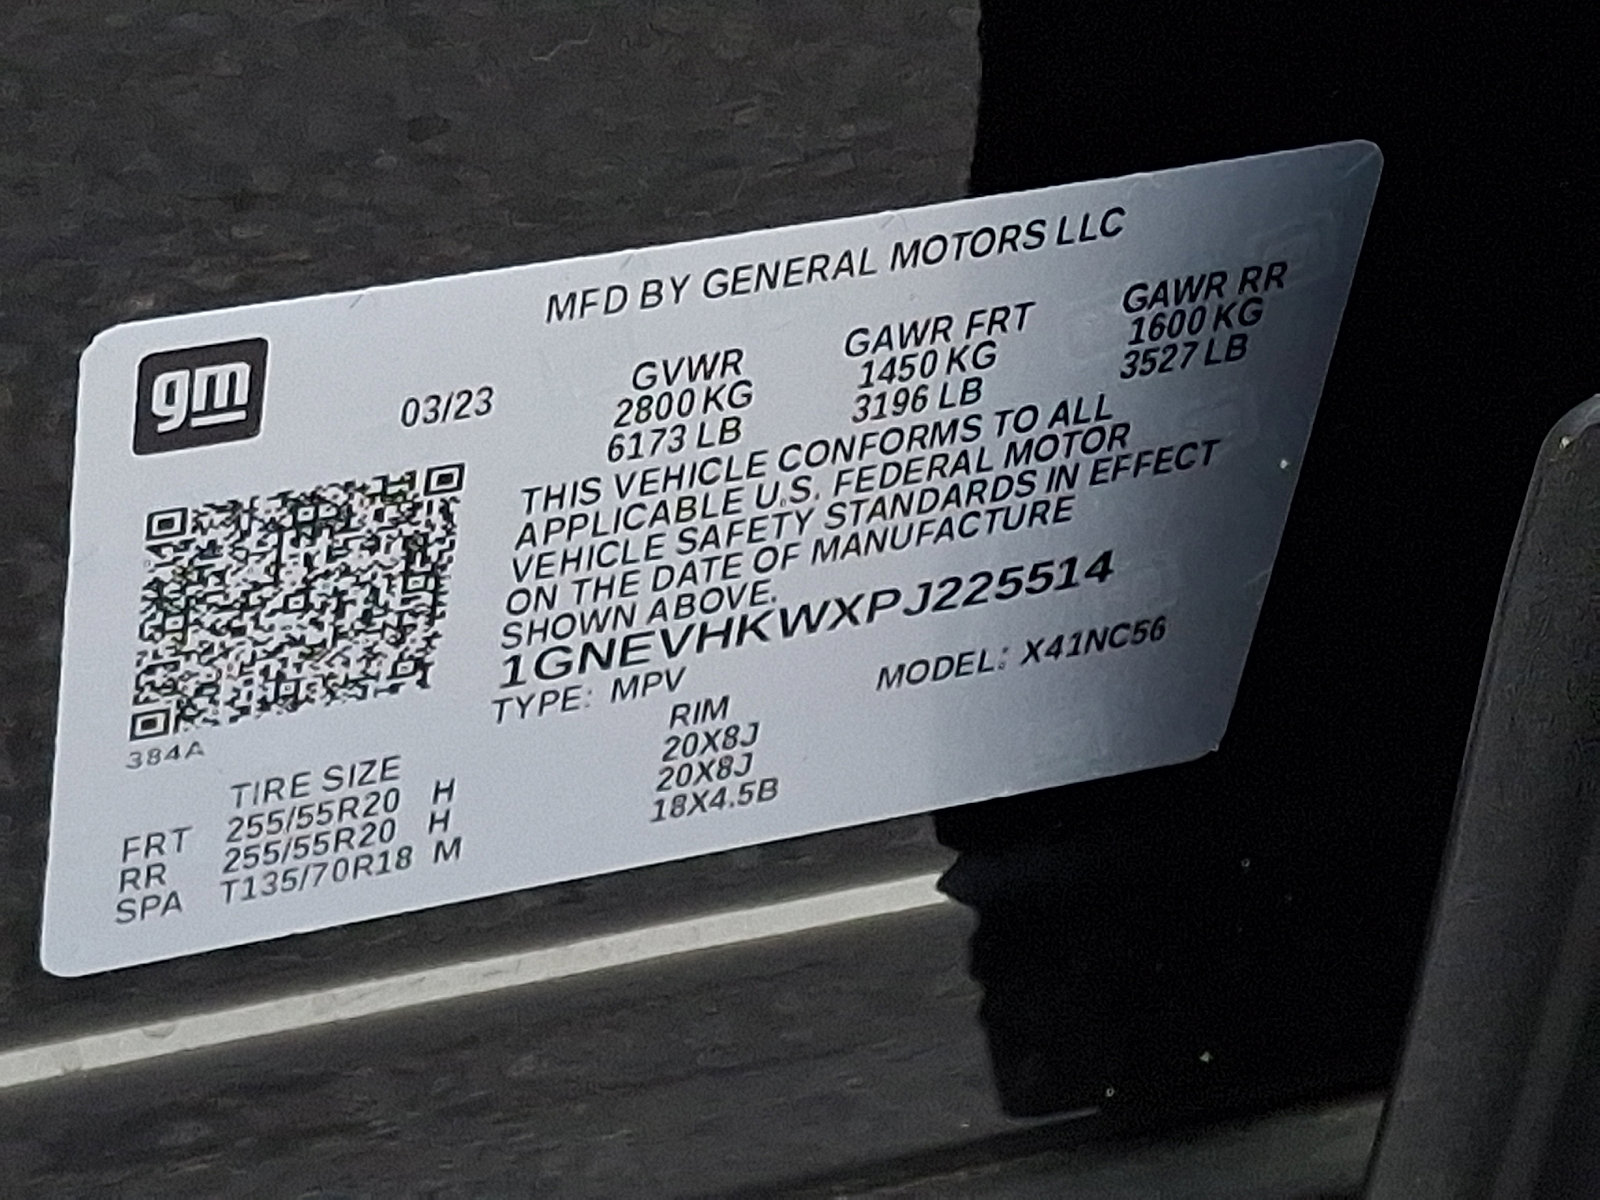 MFD BY GENERAL MOTORS LLC
gm
03/23
GVWR GAWR FRT GAWR RR
2800 KG 1450 KG 1600 KG
6173 LB 3196 LB 3527 LB
THIS VEHICLE CONFORMS TO ALL
APPLICABLE U.S. FEDERAL MOTOR
VEHICLE SAFETY STANDARDS IN EFFECT
ON THE DATE OF MANUFACTURE
SHOWN ABOVE.
1GNEVHKWXPJ225514
TYPE: MPV MODEL: X41NC56
384A
TIRE SIZE RIM
FRT 255/55R20 H 20X8J
RR 255/55R20 H 20X8J
SPA T135/70R18 M 18X4.5B